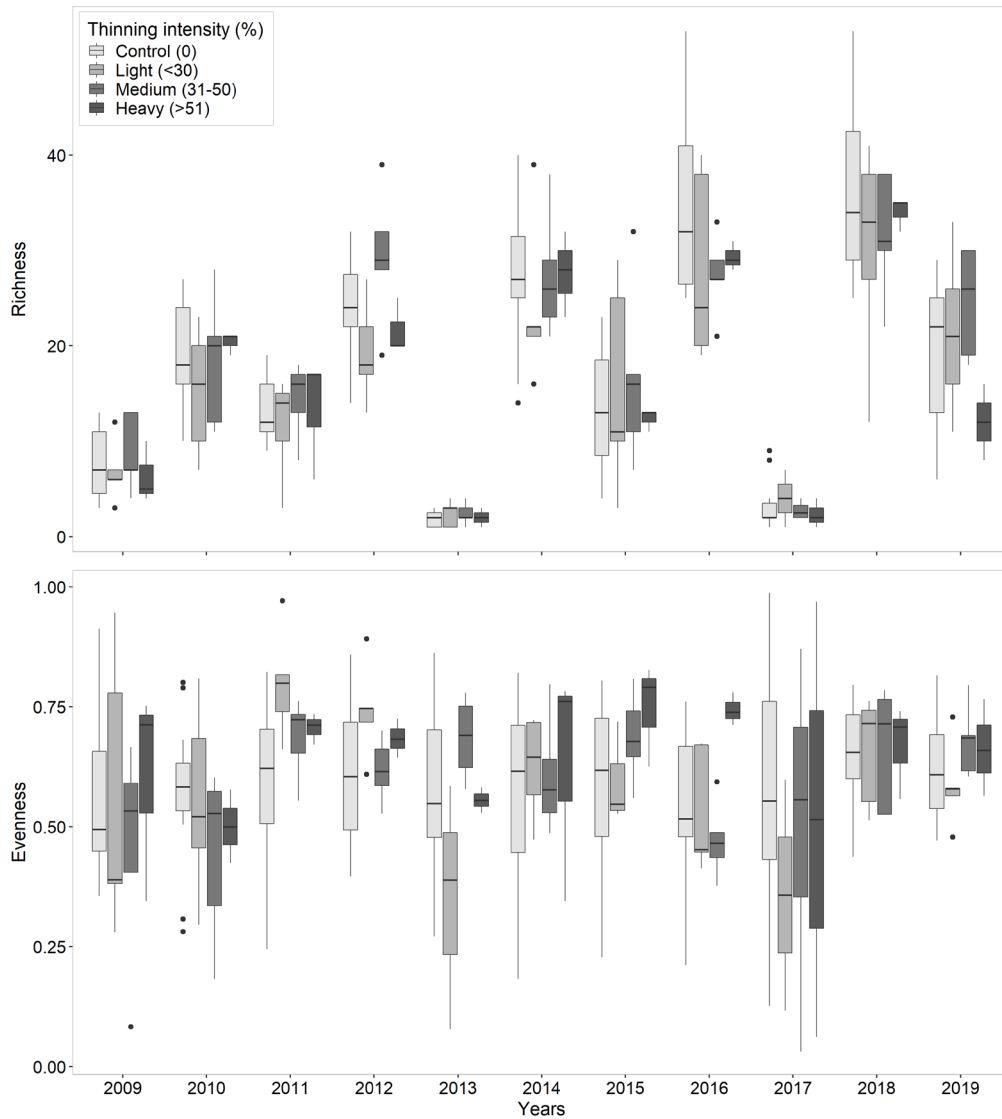 Thinning intensity (%)
Control (0)
Light (<30)
Medium (31-50)
Heavy (>51)
40
20
0
Richness
1.00
0.75
0.50
0.25
0.00
Evenness
2009 2010 2011 2012 2013 2014 2015 2016 2017 2018 2019
Years